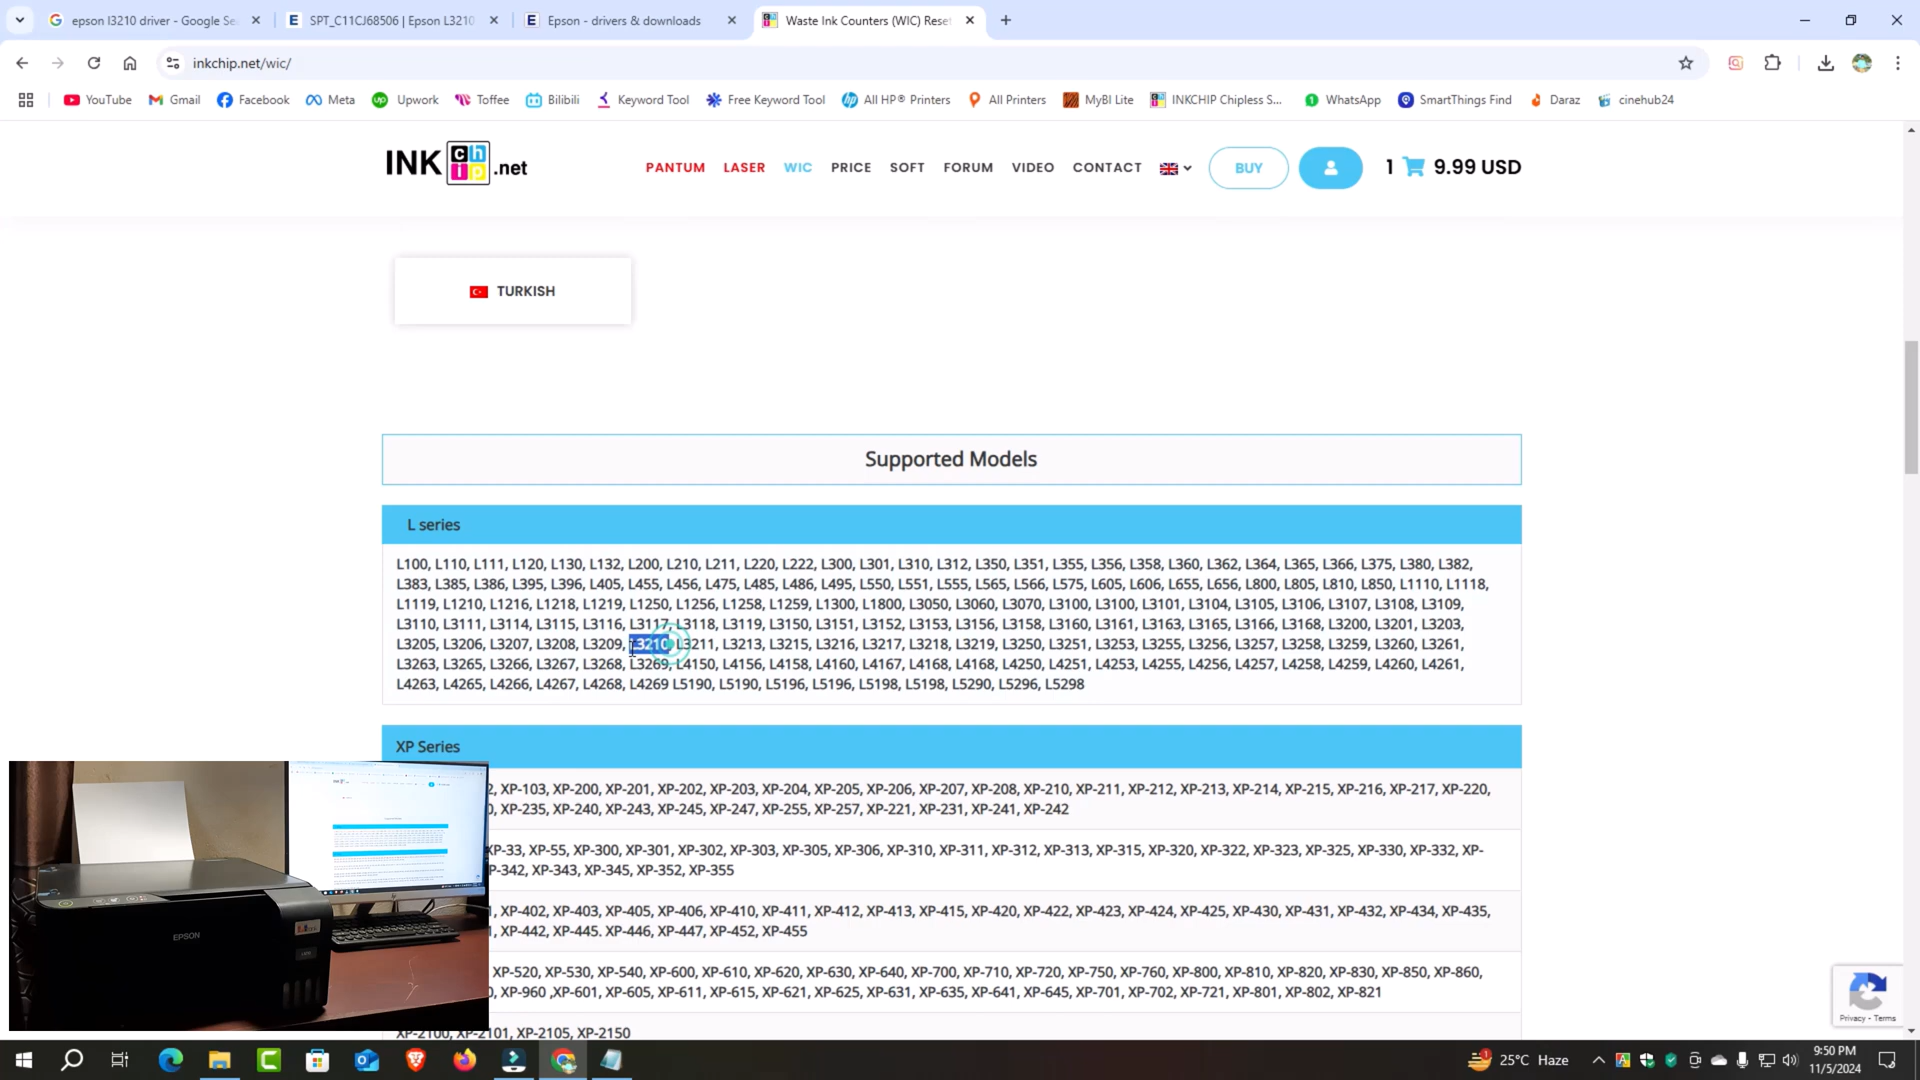 epson l3210 driver - Google Se
SPT_C11CJ68506 | Epson L3210
Epson - drivers & downloads
Waste Ink Counters (WIC) Reset
inkchip.net/wic/
YouTube
Gmail
Facebook
Meta
Upwork
Toffee
Bilibili
Keyword Tool
Free Keyword Tool
All HP® Printers
All Printers
MyBI Lite
INKCHIP Chipless S...
WhatsApp
SmartThings Find
Daraz
cinehub24
INK chip .net
PANTUM
LASER
WIC
PRICE
SOFT
FORUM
VIDEO
CONTACT
BUY
1
9.99 USD
TURKISH
Supported Models
L series
L100, L110, L111, L120, L130, L132, L200, L210, L211, L220, L222, L300, L301, L310, L312, L350, L351, L355, L356, L358, L360, L362, L364, L365, L366, L375, L380, L382,
L383, L385, L386, L395, L396, L405, L455, L456, L475, L485, L486, L495, L550, L551, L555, L565, L566, L575, L605, L606, L655, L656, L800, L805, L810, L850, L1110, L1118,
L1119, L1210, L1216, L1218, L1219, L1250, L1256, L1258, L1259, L1300, L1800, L3050, L3060, L3070, L3100, L3100, L3101, L3104, L3105, L3106, L3107, L3108, L3109,
L3110, L3111, L3114, L3115, L3116, L3117, L3118, L3119, L3150, L3151, L3152, L3153, L3156, L3158, L3160, L3161, L3163, L3165, L3166, L3168, L3200, L3201, L3203,
L3205, L3206, L3207, L3208, L3209, L3210, L3211, L3213, L3215, L3216, L3217, L3218, L3219, L3250, L3251, L3253, L3255, L3256, L3257, L3258, L3259, L3260, L3261,
L3263, L3265, L3266, L3267, L3268, L3269, L4150, L4156, L4158, L4160, L4167, L4168, L4168, L4250, L4251, L4253, L4255, L4256, L4257, L4258, L4259, L4260, L4261,
L4263, L4265, L4266, L4267, L4268, L4269 L5190, L5190, L5196, L5196, L5198, L5198, L5290, L5296, L5298
XP Series
2, XP-103, XP-200, XP-201, XP-202, XP-203, XP-204, XP-205, XP-206, XP-207, XP-208, XP-210, XP-211, XP-212, XP-213, XP-214, XP-215, XP-216, XP-217, XP-220,
0, XP-235, XP-240, XP-243, XP-245, XP-247, XP-255, XP-257, XP-221, XP-231, XP-241, XP-242
XP-33, XP-55, XP-300, XP-301, XP-302, XP-303, XP-305, XP-306, XP-310, XP-311, XP-312, XP-313, XP-315, XP-320, XP-322, XP-323, XP-325, XP-330, XP-332, XP-
P-342, XP-343, XP-345, XP-352, XP-355
1, XP-402, XP-403, XP-405, XP-406, XP-410, XP-411, XP-412, XP-413, XP-415, XP-420, XP-422, XP-423, XP-424, XP-425, XP-430, XP-431, XP-432, XP-434, XP-435,
1, XP-442, XP-445. XP-446, XP-447, XP-452, XP-455
XP-520, XP-530, XP-540, XP-600, XP-610, XP-620, XP-630, XP-640, XP-700, XP-710, XP-720, XP-750, XP-760, XP-800, XP-810, XP-820, XP-830, XP-850, XP-860,
0, XP-960 ,XP-601, XP-605, XP-611, XP-615, XP-621, XP-625, XP-631, XP-635, XP-641, XP-645, XP-701, XP-702, XP-721, XP-801, XP-802, XP-821
XP-2100, XP-2101, XP-2105, XP-2150
EPSON
Privacy - Terms
25°C Haze
9:50 PM
11/5/2024